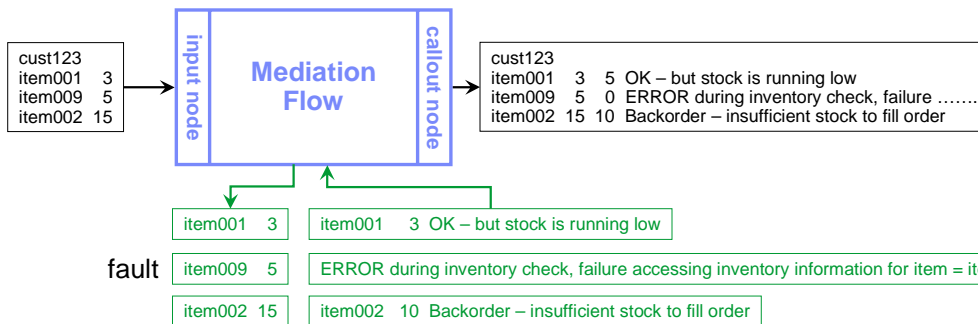 cust123
item001 3
item009 5
item002 15
input node
Mediation
Flow
callout node
cust123
item001 3 5 OK – but stock is running low
item009 5 0 ERROR during inventory check, failure …….
item002 15 10 Backorder – insufficient stock to fill order
item001 3
item001 3 OK – but stock is running low
fault
item009 5
ERROR during inventory check, failure accessing inventory information for item =
item002 15
item002 10 Backorder – insufficient stock to fill order